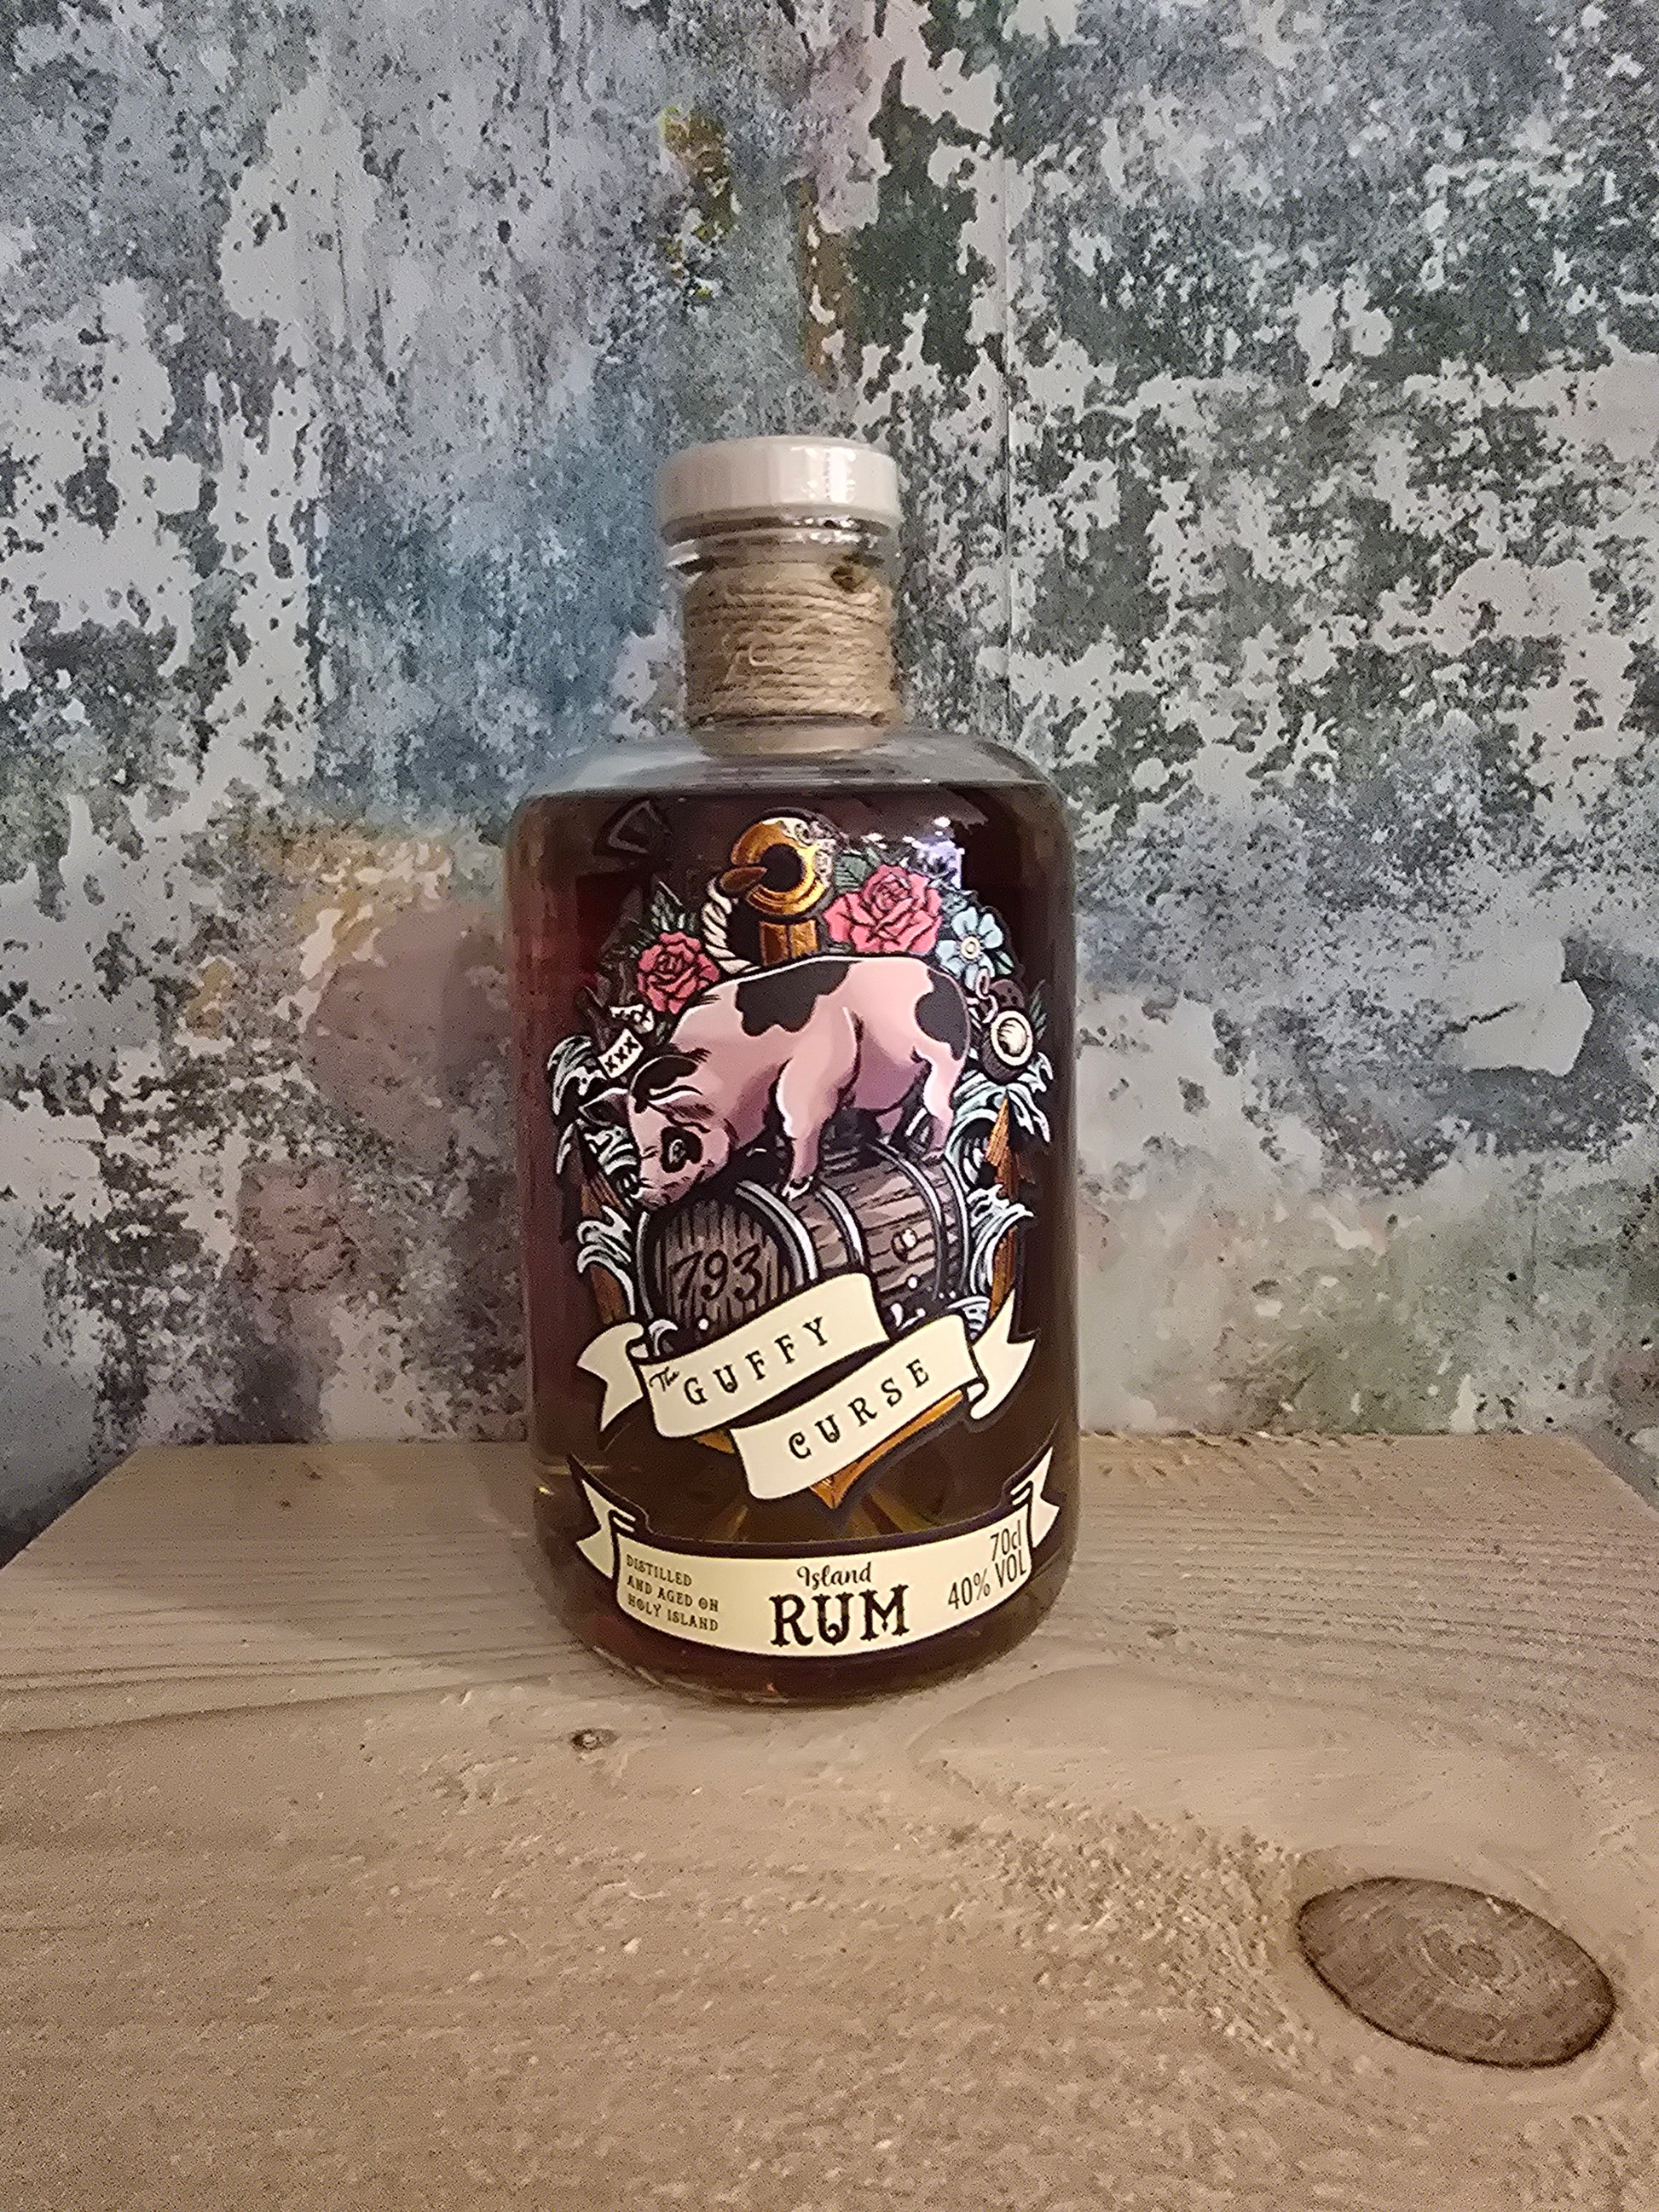 XXX
793
The GUFFY
CURSE
DISTILLED
AND AGED ON
HOLY ISLAND
Island
RUM
70cl
40% VOL